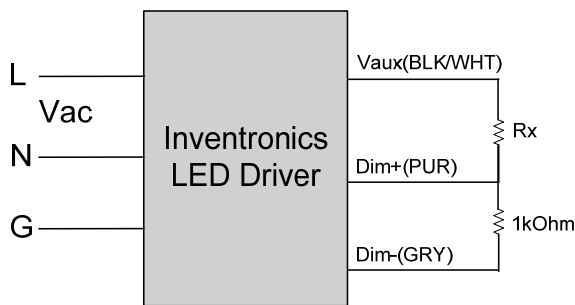 L
Vac
N
G
Inventronics
LED Driver
Vaux(BLK/WHT)
Rx
Dim+(PUR)
1kOhm
Dim-(GRY)